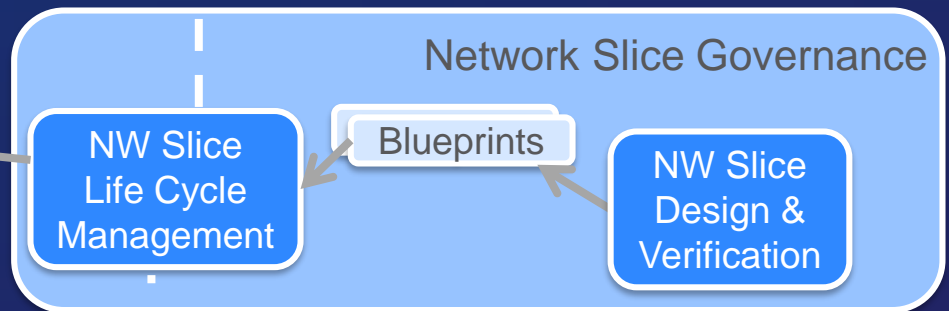 Network Slice Governance
NW Slice
Life Cycle
Management
Blueprints
NW Slice
Design &
Verification